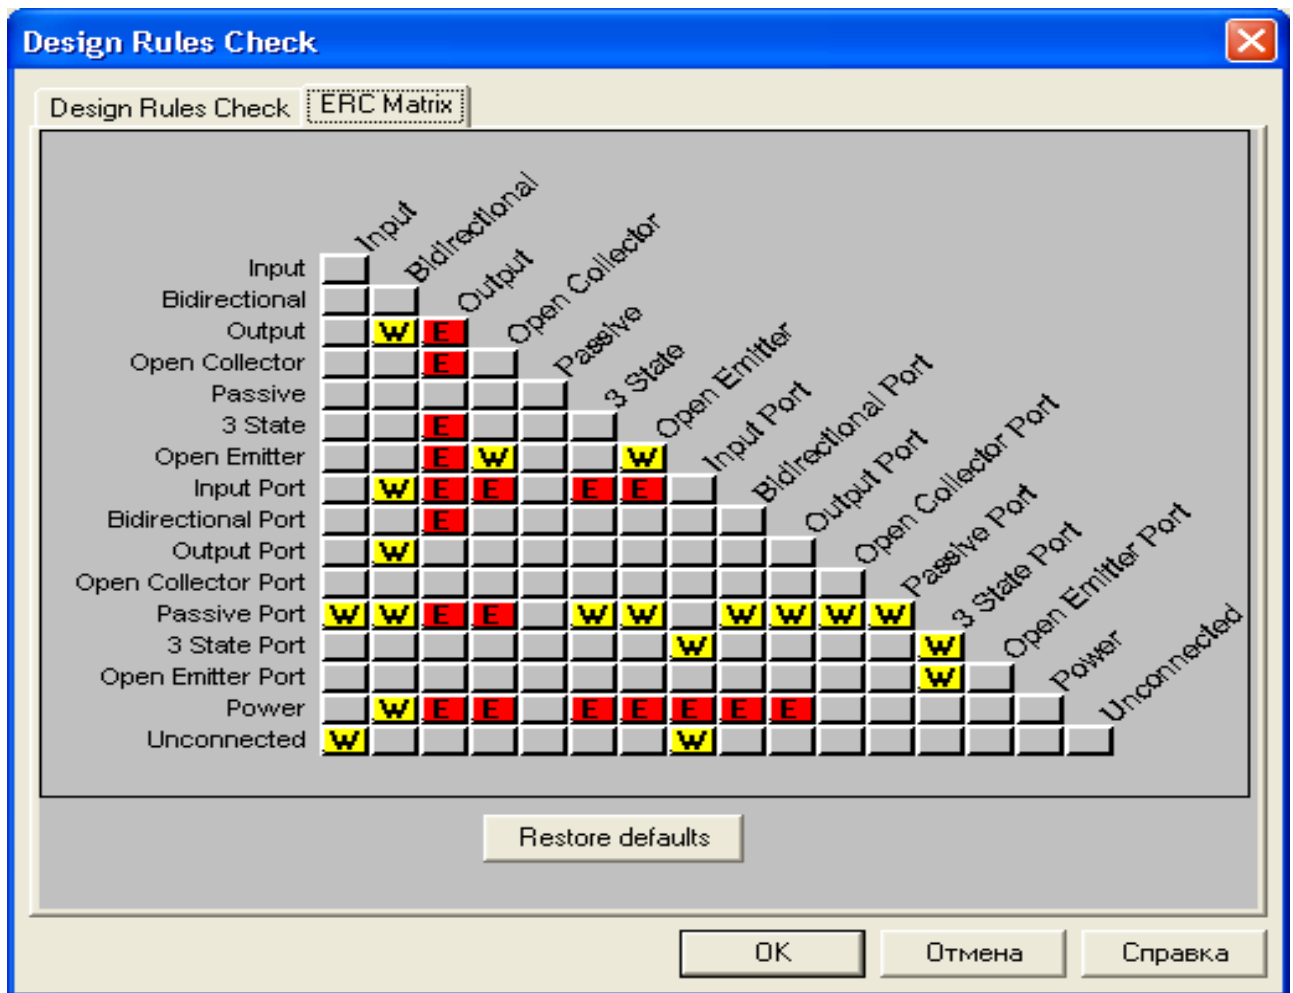 Design Rules Check
Design Rules Check ERC Matrix
Input Bidirectional Output Open Collector Passive 3 State Open Emitter Input Port Bidirectional Port Output Port Open Collector Port Passive Port 3 State Port Open Emitter Port Power Unconnected
Input
Bidirectional
Output W E
Open Collector E
Passive
3 State E
Open Emitter E W W
Input Port W E E E E
Bidirectional Port E
Output Port W
Open Collector Port
Passive Port W W E E W W W W W W
3 State Port W W
Open Emitter Port W
Power W E E E E E E E
Unconnected W W
Restore defaults
OK Отмена Справка